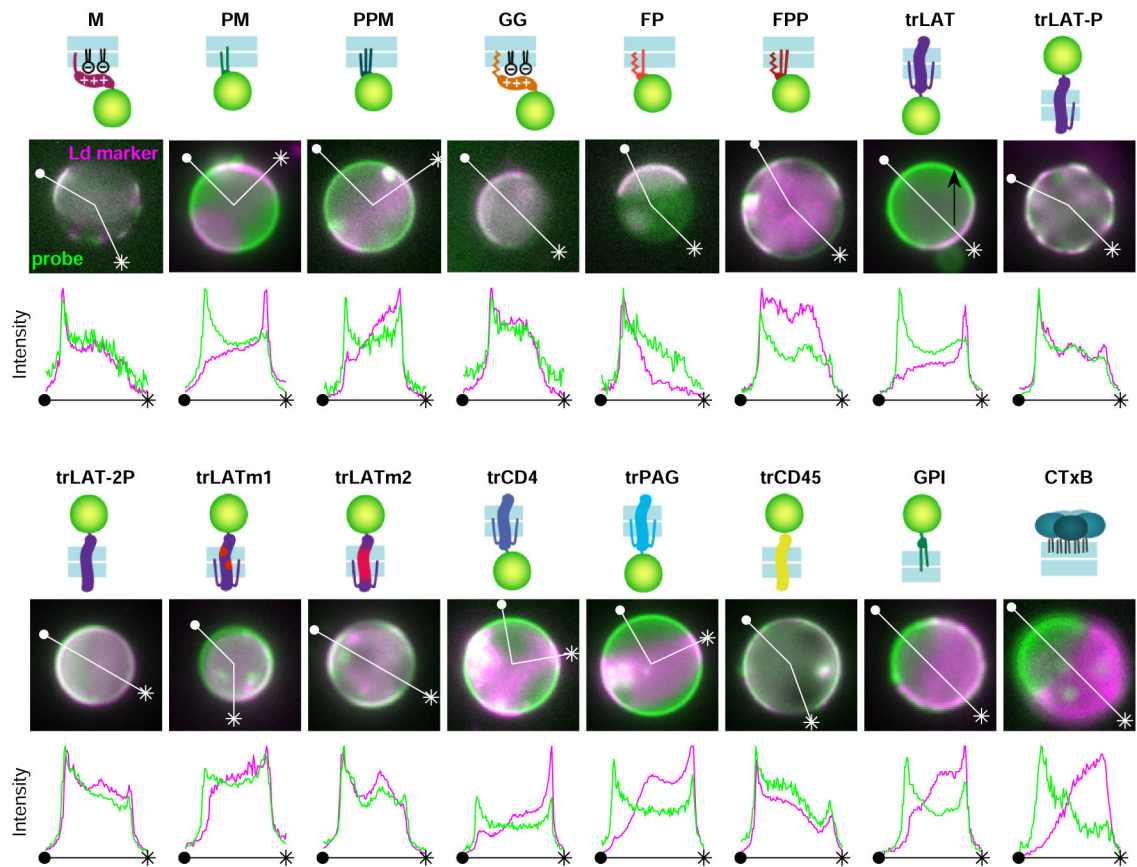 M PM PPM GG FP FPP trLAT trLAT-P
+++ +++
Ld marker
probe
Intensity
trLAT-2P trLATm1 trLATm2 trCD4 trPAG trCD45 GPI CTxB
Intensity